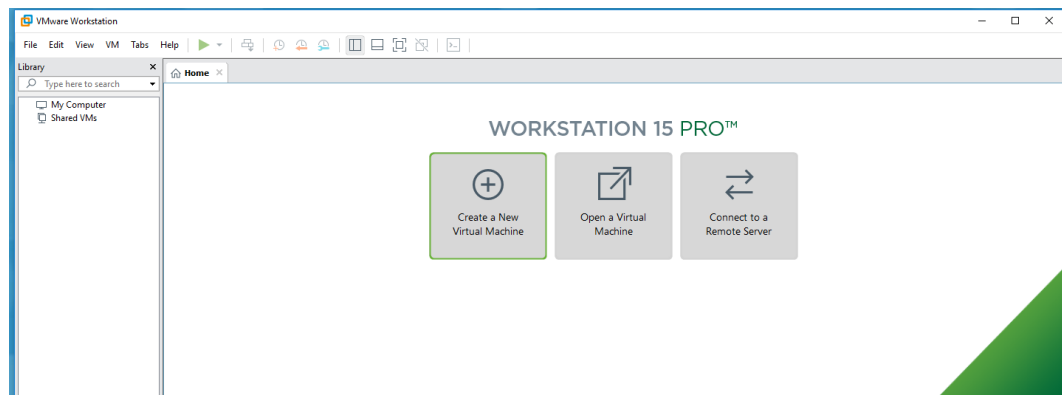 VMware Workstation
File Edit View VM Tabs Help
Library
Home
Type here to search
My Computer
Shared VMs
WORKSTATION 15 PRO™
Create a New
Virtual Machine
Open a Virtual
Machine
Connect to a
Remote Server